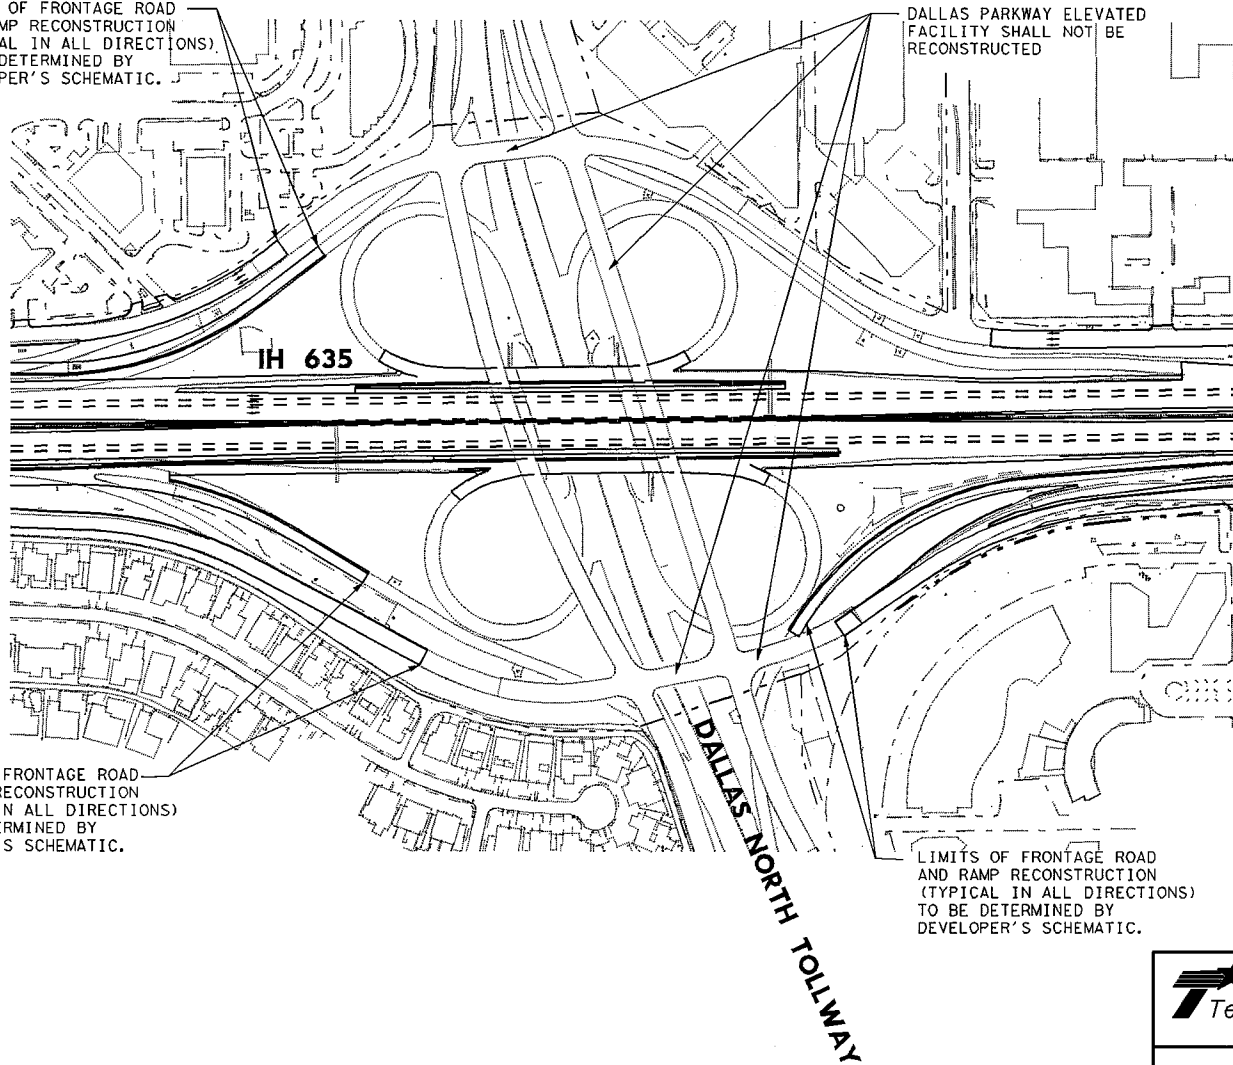 OF FRONTAGE ROAD
MP RECONSTRUCTION
AL IN ALL DIRECTIONS)
DETERMINED BY
PER'S SCHEMATIC.
DALLAS PARKWAY ELEVATED
FACILITY SHALL NOT BE
RECONSTRUCTED
IH 635
FRONTAGE ROAD
RECONSTRUCTION
N ALL DIRECTIONS)
ERMINED BY
S SCHEMATIC.
DALLAS NORTH TOLLWAY
LIMITS OF FRONTAGE ROAD
AND RAMP RECONSTRUCTION
(TYPICAL IN ALL DIRECTIONS)
TO BE DETERMINED BY
DEVELOPER'S SCHEMATIC.
Te